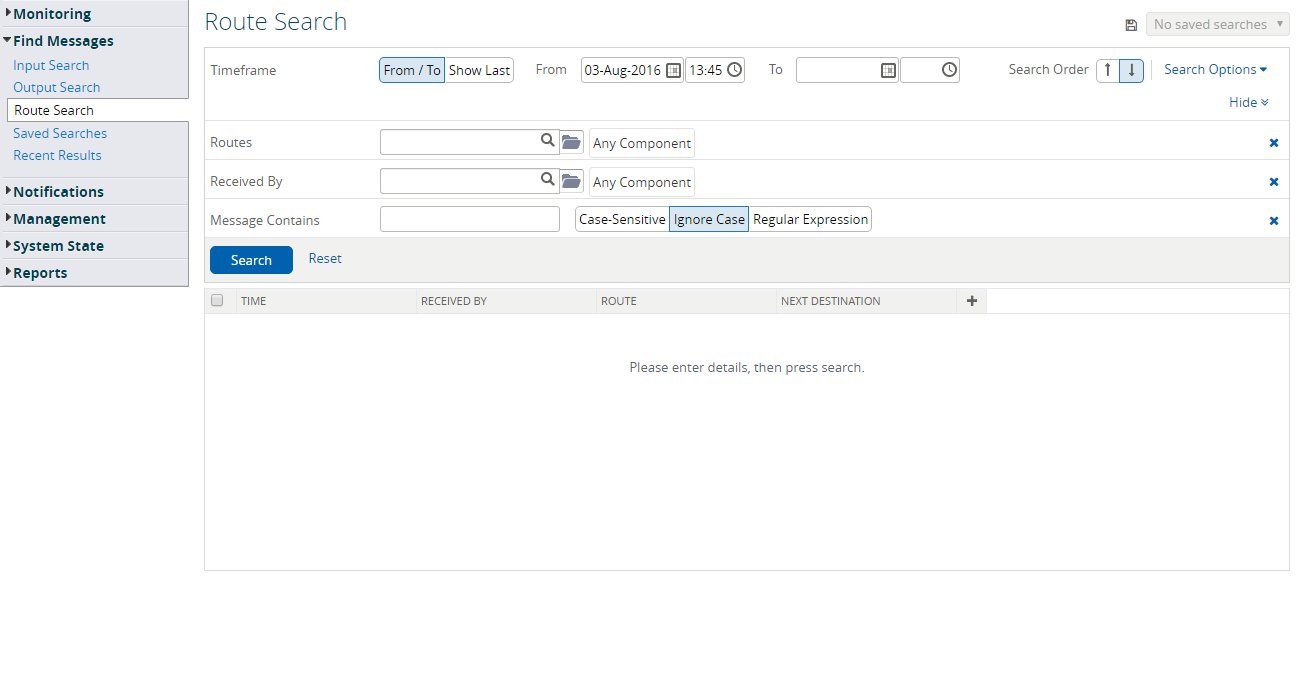 Monitoring
Find Messages
Input Search
Output Search
Route Search
Saved Searches
Recent Results
Notifications
Management
System State
Reports
Route Search
No saved searches
Timeframe From / To Show Last From 03-Aug-2016 13:45 To Search Order Search Options
Hide
Routes Any Component
Received By Any Component
Message Contains Case-Sensitive Ignore Case Regular Expression
Search Reset
TIME RECEIVED BY ROUTE NEXT DESTINATION
Please enter details, then press search.